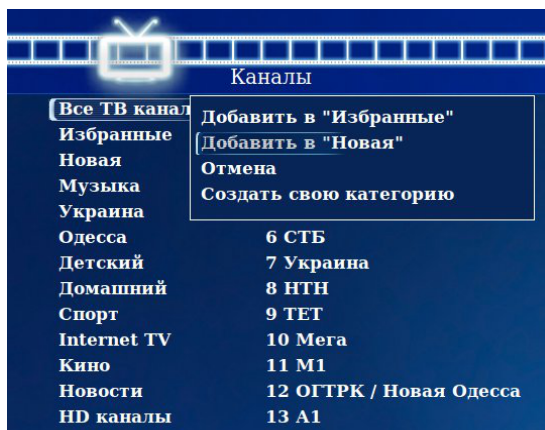 Каналы
Все ТВ канал
Избранные
Новая
Музыка
Украина
Одесса
Детский
Домашний
Спорт
Internet TV
Кино
Новости
HD каналы
Добавить в "Избранные"
Добавить в "Новая"
Отмена
Создать свою категорию
6 СТБ
7 Украина
8 НТН
9 ТЕТ
10 Мега
11 М1
12 ОГТРК / Новая Одесса
13 А1